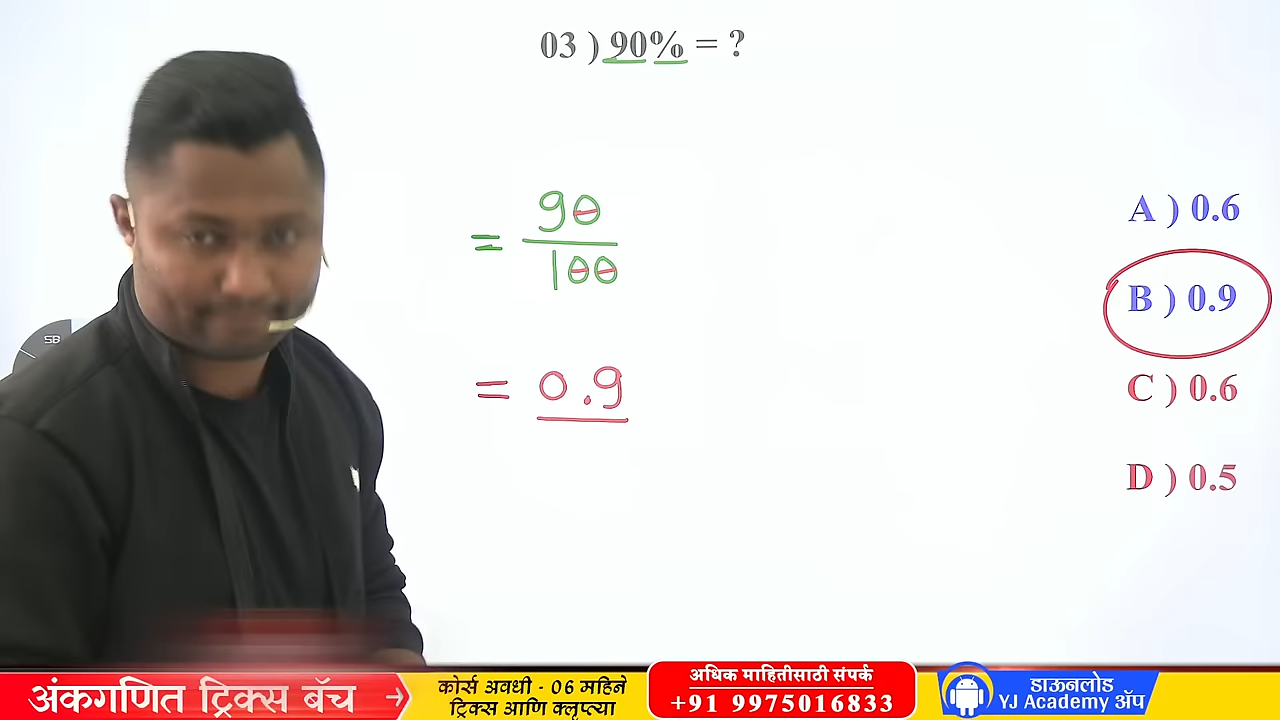 03 ) 90% = ?
= 90
100
= 0.9
A ) 0.6
B ) 0.9
C ) 0.6
D ) 0.5
SB
अंकगणित ट्रिक्स बॅच
कोर्स अवधी - 06 महिने
ट्रिक्स आणि क्लृप्त्या
अधिक माहितीसाठी संपर्क
+91 9975016833
डाऊनलोड
YJ Academy ॲप